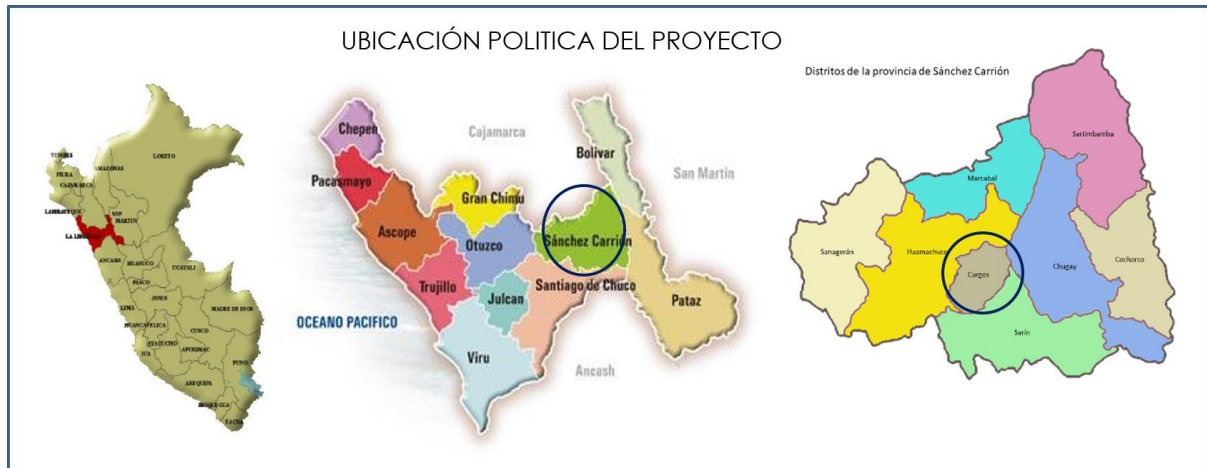 UBICACIÓN POLITICA DEL PROYECTO
TUMBES
PIURA
AMAZONAS
LORETO
CAJAMARCA
LAMBAYEQUE
SAN
MARTIN
LA LIBERTAD
ANCASH
HUANUCO
UCAYALI
PASCO
JUNIN
LIMA
MADRE DE DIOS
HUANCAVELICA
CUSCO
AYACUCHO
APURIMAC
ICA
PUNO
AREQUIPA
MOQUEGUA
TACNA
Chepen
Cajamarca
Bolivar
Pacasmayo
San Martín
Gran Chimu
Ascope
Otuzco
Sánchez Carrión
Trujillo
Julcan
Santiago de Chuco
Pataz
OCEANO PACIFICO
Viru
Ancash
Distritos de la provincia de Sánchez Carrión
Sartimbamba
Marcabal
Sanagorán
Huamachuco
Curgos
Chugay
Cochorco
Sarín